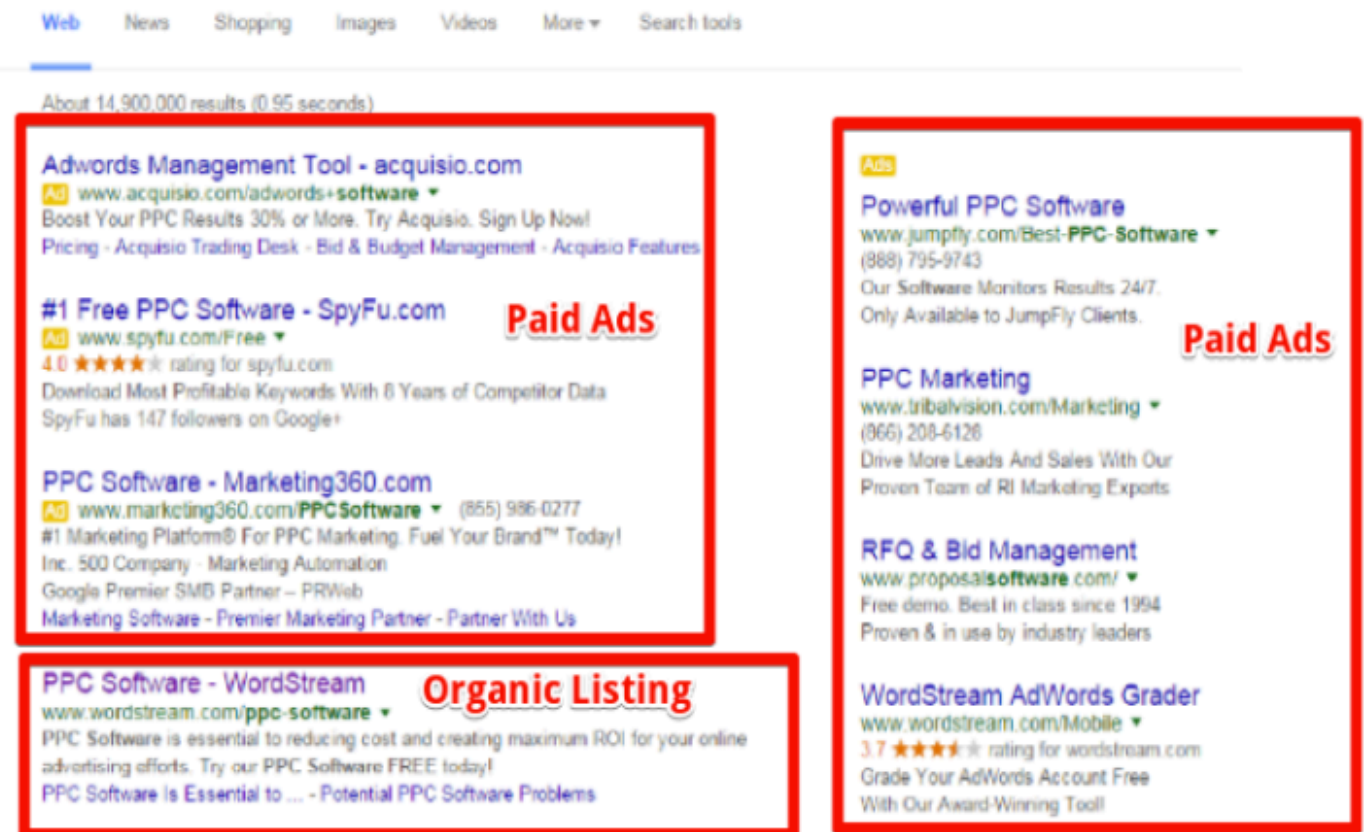 Web News Shopping Images Videos More Search tools
About 14,900,000 results (0.95 seconds)
Adwords Management Tool - acquisio.com
Ad www.acquisio.com/adwords+software
Boost Your PPC Results 30% or More. Try Acquisio. Sign Up Now!
Pricing - Acquisio Trading Desk - Bid & Budget Management - Acquisio Features
#1 Free PPC Software - SpyFu.com
Ad www.spyfu.com/Free
4.0 ★★★★★ rating for spyfu.com
Download Most Profitable Keywords With 8 Years of Competitor Data
SpyFu has 147 followers on Google+
Paid Ads
PPC Software - Marketing360.com
Ad www.marketing360.com/PPCSoftware (855) 986-0277
#1 Marketing Platform® For PPC Marketing. Fuel Your Brand™ Today!
Inc. 500 Company - Marketing Automation
Google Premier SMB Partner – PRWeb
Marketing Software - Premier Marketing Partner - Partner With Us
PPC Software - WordStream
Organic Listing
www.wordstream.com/ppc-software
PPC Software is essential to reducing cost and creating maximum ROI for your online
advertising efforts. Try our PPC Software FREE today!
PPC Software Is Essential to ... - Potential PPC Software Problems
Ads
Powerful PPC Software
www.jumpfly.com/Best-PPC-Software
(888) 795-9743
Our Software Monitors Results 24/7.
Only Available to JumpFly Clients.
Paid Ads
PPC Marketing
www.tribalvision.com/Marketing
(866) 208-6128
Drive More Leads And Sales With Our
Proven Team of RI Marketing Experts
RFQ & Bid Management
www.proposalsoftware.com/
Free demo. Best in class since 1994
Proven & in use by industry leaders
WordStream AdWords Grader
www.wordstream.com/Mobile
3.7 ★★★★★ rating for wordstream.com
Grade Your AdWords Account Free
With Our Award-Winning Tool!